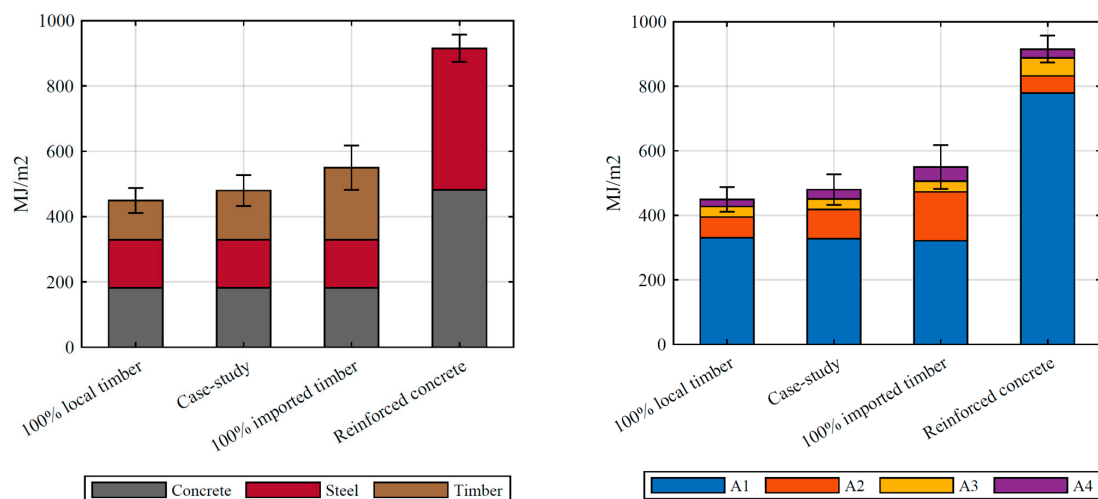 1000
800
600
400
200
0
MJ/m2
100% local timber
Case-study
100% imported timber
Reinforced concrete
Concrete Steel Timber
1000
800
600
400
200
0
MJ/m2
100% local timber
Case-study
100% imported timber
Reinforced concrete
A1 A2 A3 A4